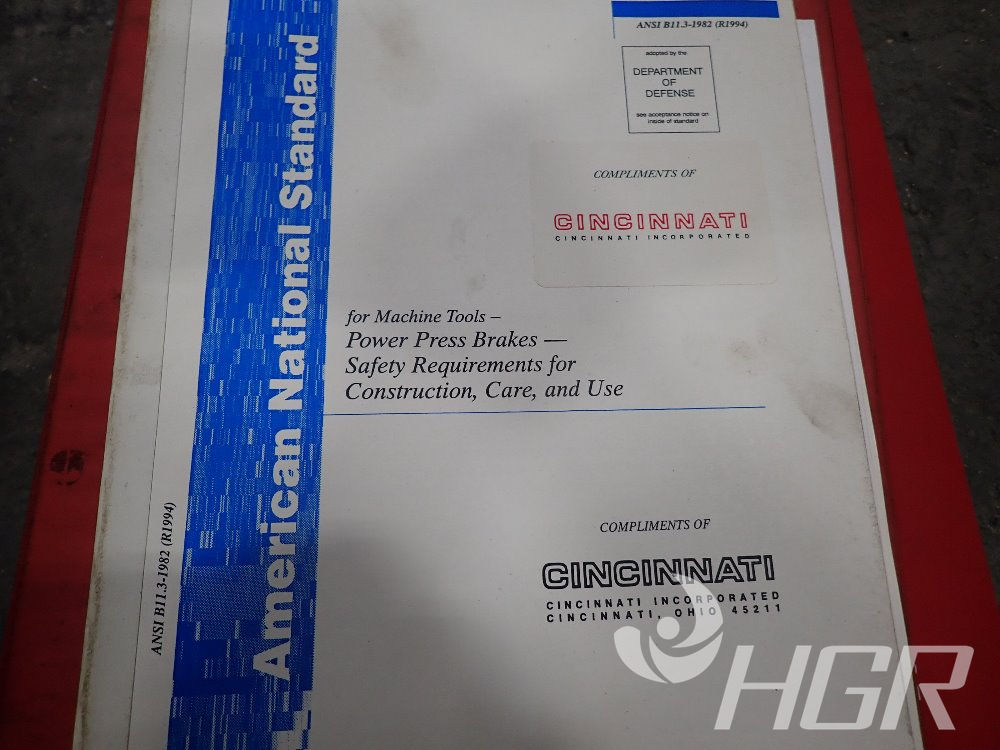 ANSI B11.3-1982 (R1994)
adopted by the
DEPARTMENT
OF
DEFENSE
see acceptance notice on
inside of standard
American National Standard
COMPLIMENTS OF
CINCINNATI
CINCINNATI INCORPORATED
for Machine Tools –
Power Press Brakes —
Safety Requirements for
Construction, Care, and Use
ANSI B11.3-1982 (R1994)
COMPLIMENTS OF
CINCINNATI
CINCINNATI INCORPORATED
CINCINNATI, OHIO 45211
HGR